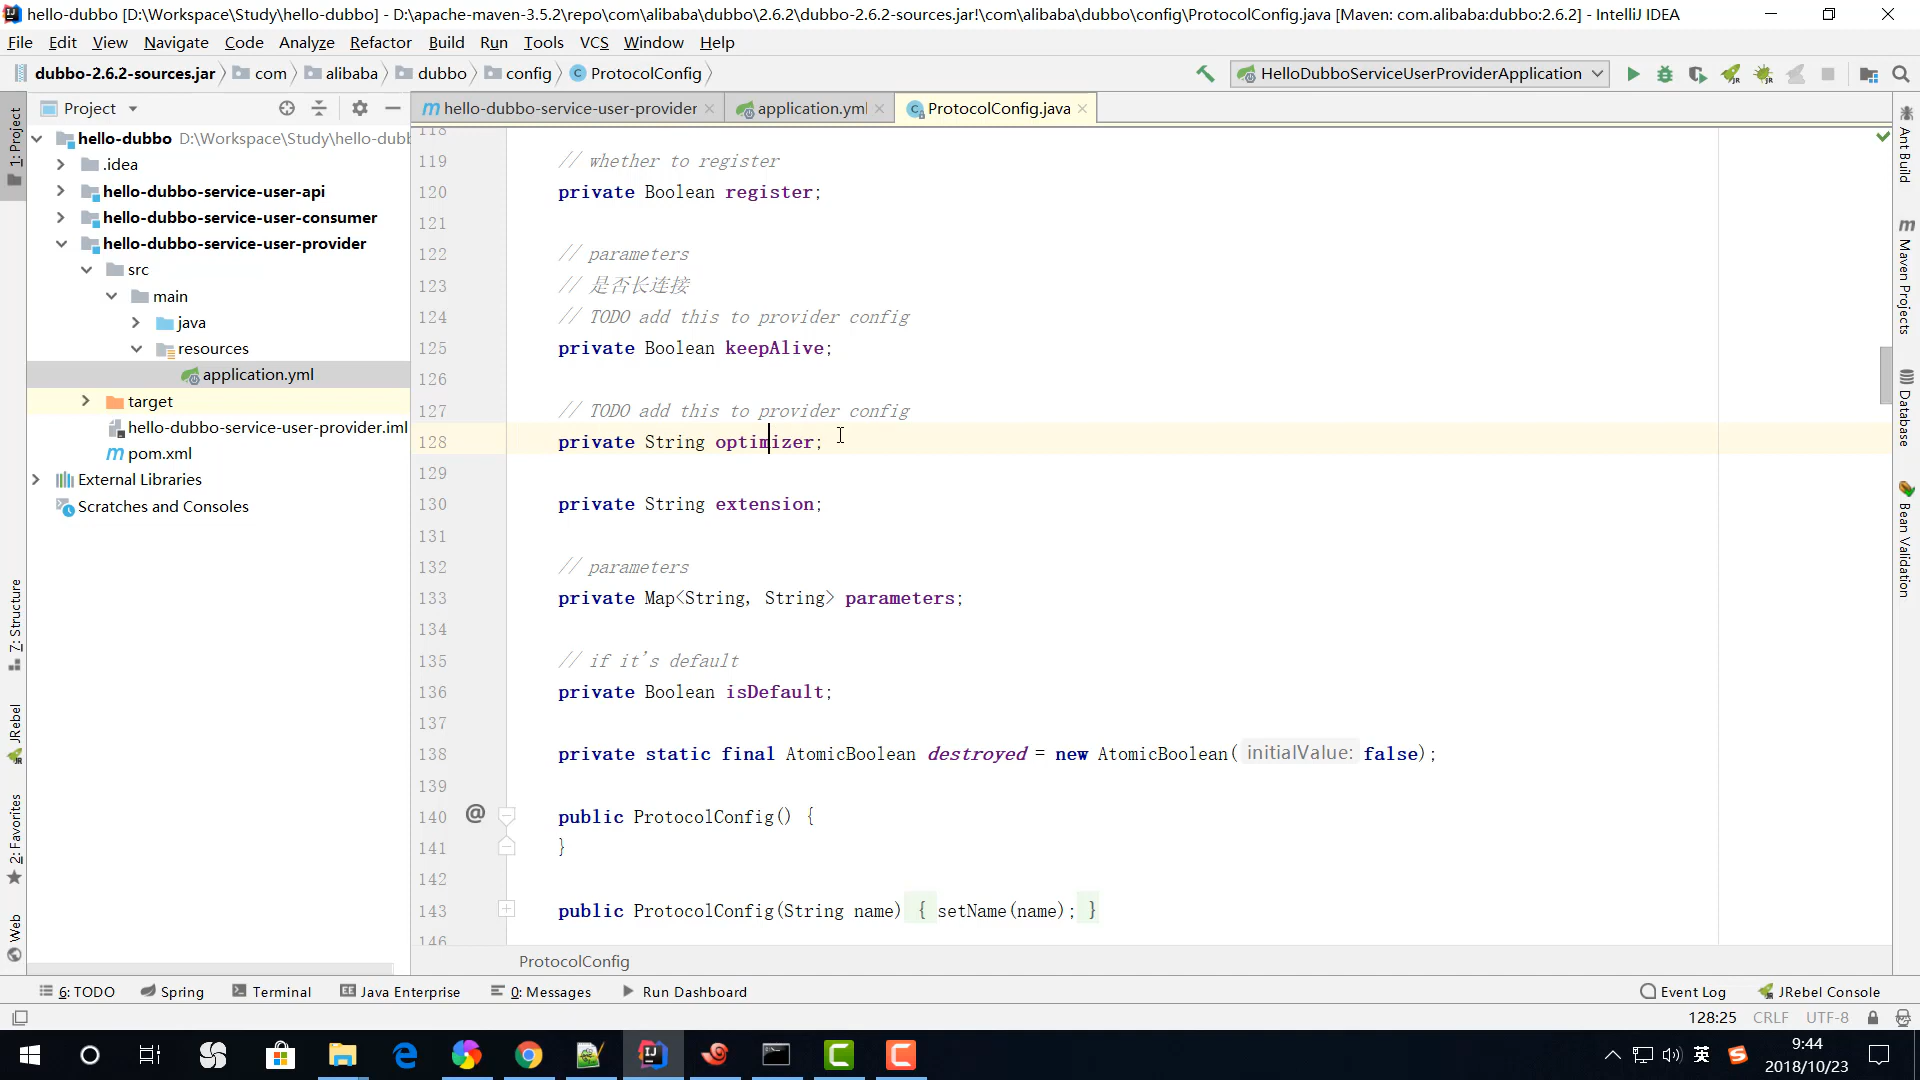 hello-dubbo [D:\Workspace\Study\hello-dubbo] - D:\apache-maven-3.5.2\repo\com\alibaba\dubbo\2.6.2\dubbo-2.6.2-sources.jar!\com\alibaba\dubbo\config\ProtocolConfig.java [Maven: com.alibaba:dubbo:2.6.2] - IntelliJ IDEA
File Edit View Navigate Code Analyze Refactor Build Run Tools VCS Window Help
dubbo-2.6.2-sources.jar com alibaba dubbo config ProtocolConfig HelloDubboServiceUserProviderApplication
Project hello-dubbo-service-user-provider application.yml ProtocolConfig.java
1: Project
7: Structure
JRebel
2: Favorites
Web
hello-dubbo D:\Workspace\Study\hello-dubb
.idea
hello-dubbo-service-user-api
hello-dubbo-service-user-consumer
hello-dubbo-service-user-provider
src
main
java
resources
application.yml
target
hello-dubbo-service-user-provider.iml
pom.xml
External Libraries
Scratches and Consoles
118
119 // whether to register
120 private Boolean register;
121
122 // parameters
123 // 是否长连接
124 // TODO add this to provider config
125 private Boolean keepAlive;
126
127 // TODO add this to provider config
128 private String optimizer;
129
130 private String extension;
131
132 // parameters
133 private Map<String, String> parameters;
134
135 // if it's default
136 private Boolean isDefault;
137
138 private static final AtomicBoolean destroyed = new AtomicBoolean( initialValue: false);
139
140 @ public ProtocolConfig() {
141 }
142
143 public ProtocolConfig(String name) { setName(name); }
146
ProtocolConfig
Ant Build
Maven Projects
Database
Bean Validation
6: TODO Spring Terminal Java Enterprise 0: Messages Run Dashboard Event Log JRebel Console
128:25 CRLF UTF-8
英 9:44
2018/10/23